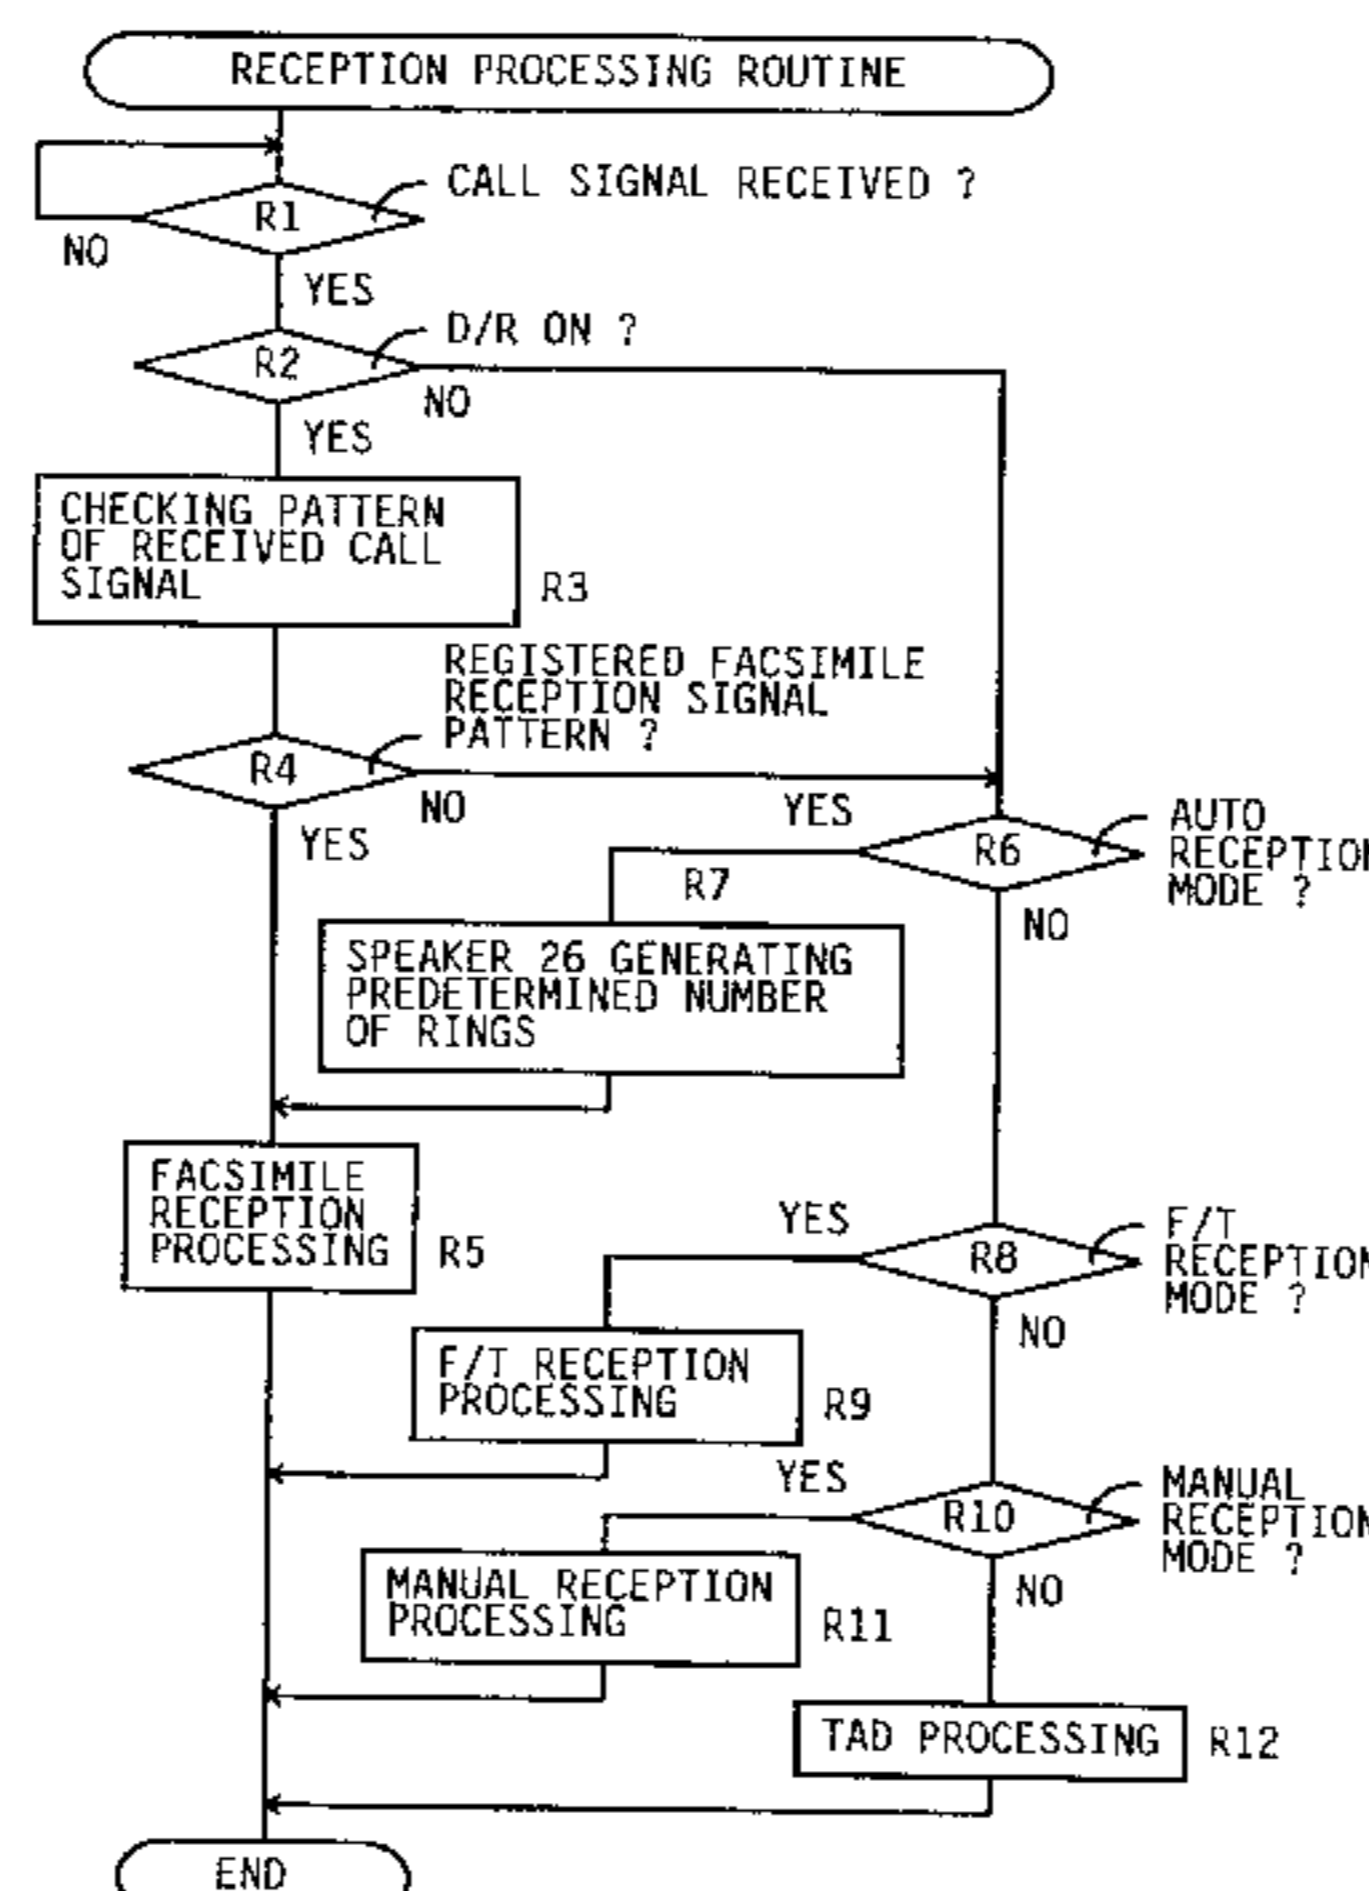 RECEPTION PROCESSING ROUTINE
CALL SIGNAL RECEIVED ?
R1
NO
YES
D/R ON ?
R2
NO
YES
CHECKING PATTERN
OF RECEIVED CALL
SIGNAL
R3
REGISTERED FACSIMILE
RECEPTION SIGNAL
PATTERN ?
R4
NO
YES
YES
R6
AUTO
RECEPTION
MODE ?
NO
R7
SPEAKER 26 GENERATING
PREDETERMINED NUMBER
OF RINGS
FACSIMILE
RECEPTION
PROCESSING
R5
YES
R8
F/T
RECEPTION
MODE ?
NO
F/T RECEPTION
PROCESSING
R9
YES
R10
MANUAL
RECEPTION
MODE ?
NO
MANUAL RECEPTION
PROCESSING
R11
TAD PROCESSING
R12
END